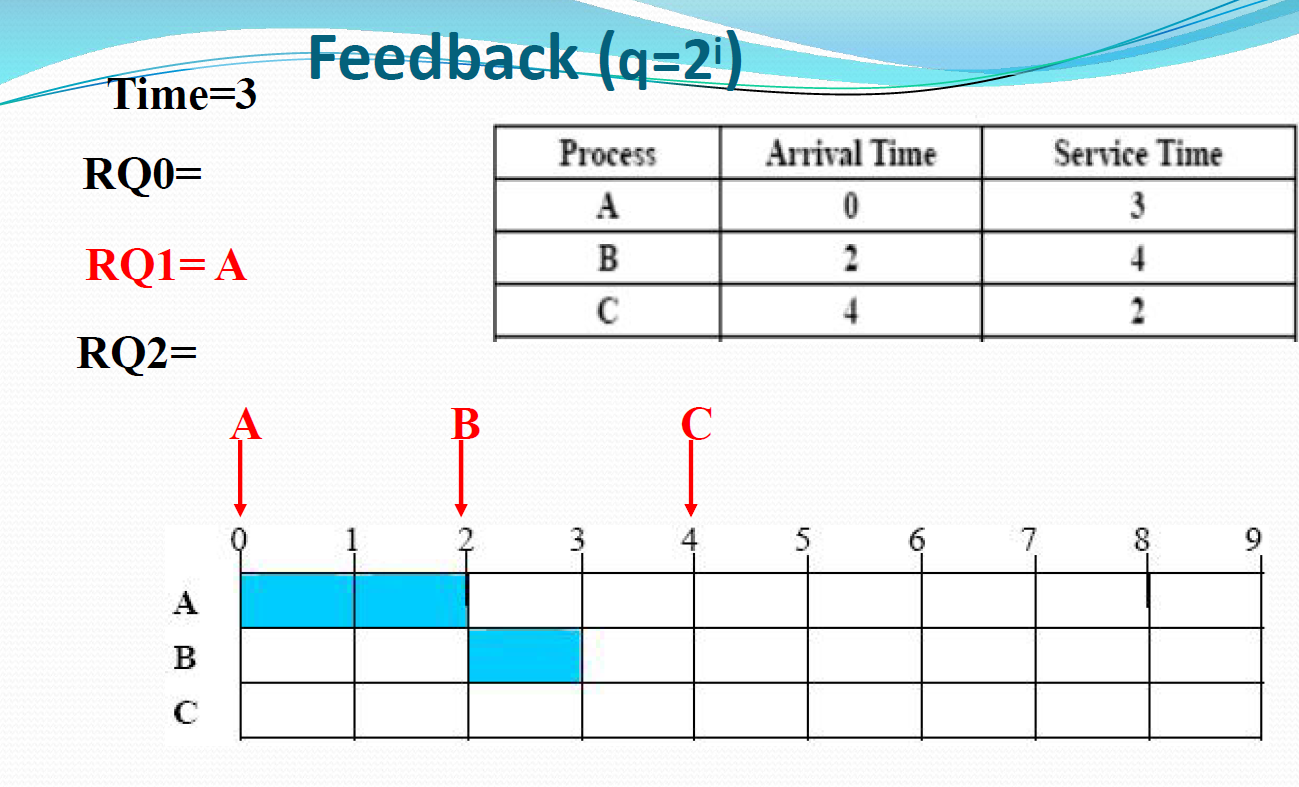 Feedback (q=2ⁱ)
Time=3
RQ0=
RQ1= A
RQ2=
Process Arrival Time Service Time
A 0 3
B 2 4
C 4 2
A B C
0 1 2 3 4 5 6 7 8 9
A
B
C